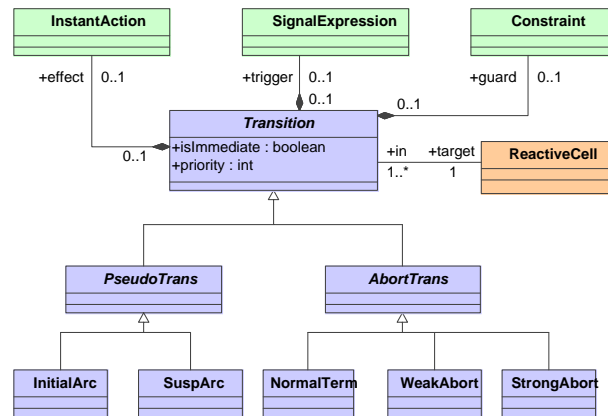 InstantAction
SignalExpression
Constraint
+effect
0..1
+trigger
0..1
+guard
0..1
0..1
0..1
0..1
Transition
+isImmediate : boolean
+priority : int
+in
+target
1..*
1
ReactiveCell
PseudoTrans
AbortTrans
InitialArc
SuspArc
NormalTerm
WeakAbort
StrongAbort